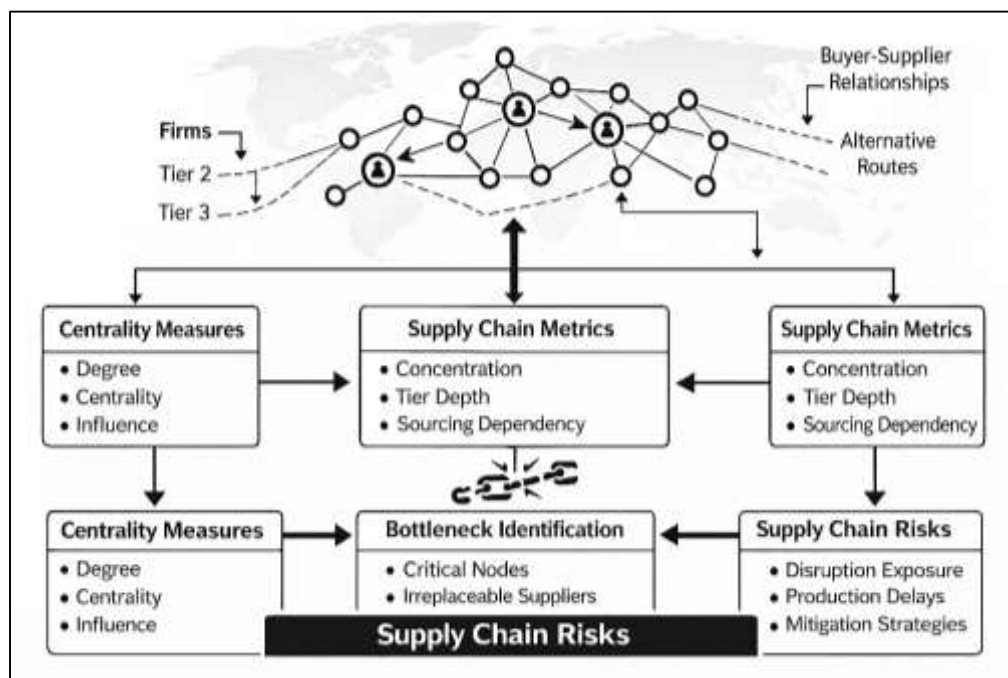 Buyer-Supplier
Relationships
Firms
Tier 2
Tier 3
Alternative
Routes
Centrality Measures
• Degree
• Centrality
• Influence
Supply Chain Metrics
• Concentration
• Tier Depth
• Sourcing Dependency
Supply Chain Metrics
• Concentration
• Tier Depth
• Sourcing Dependency
Centrality Measures
• Degree
• Centrality
• Influence
Bottleneck Identification
• Critical Nodes
• Irreplaceable Suppliers
Supply Chain Risks
• Disruption Exposure
• Production Delays
• Mitigation Strategies
Supply Chain Risks